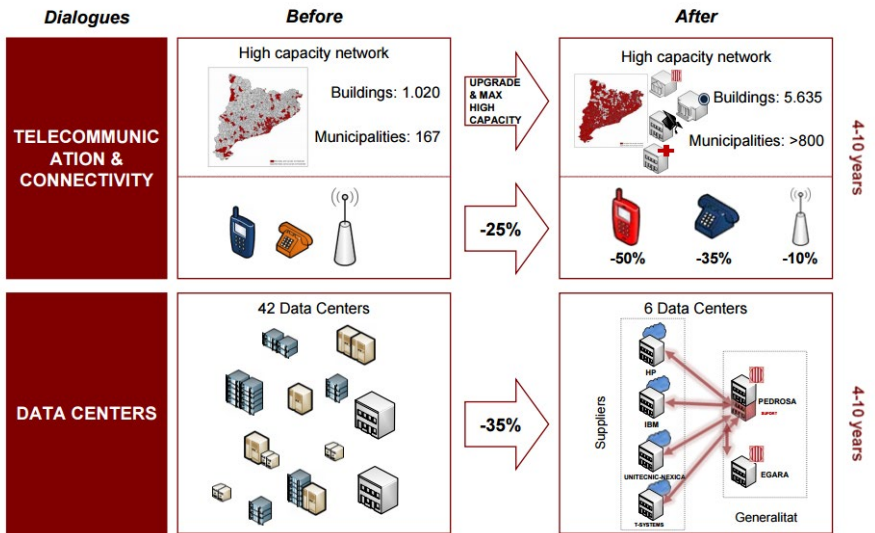 Dialogues
Before
After
TELECOMMUNIC
ATION &
CONNECTIVITY
High capacity network
Buildings: 1.020
Municipalities: 167
UPGRADE
& MAX
HIGH
CAPACITY
High capacity network
Buildings: 5.635
Municipalities: >800
4-10 years
-25%
-50%
-35%
-10%
DATA CENTERS
42 Data Centers
-35%
6 Data Centers
Suppliers
HP
IBM
UNITECNIC-NEXICA
T-SYSTEMS
PEDROSA
SUPORT
EGARA
Generalitat
4-10 years